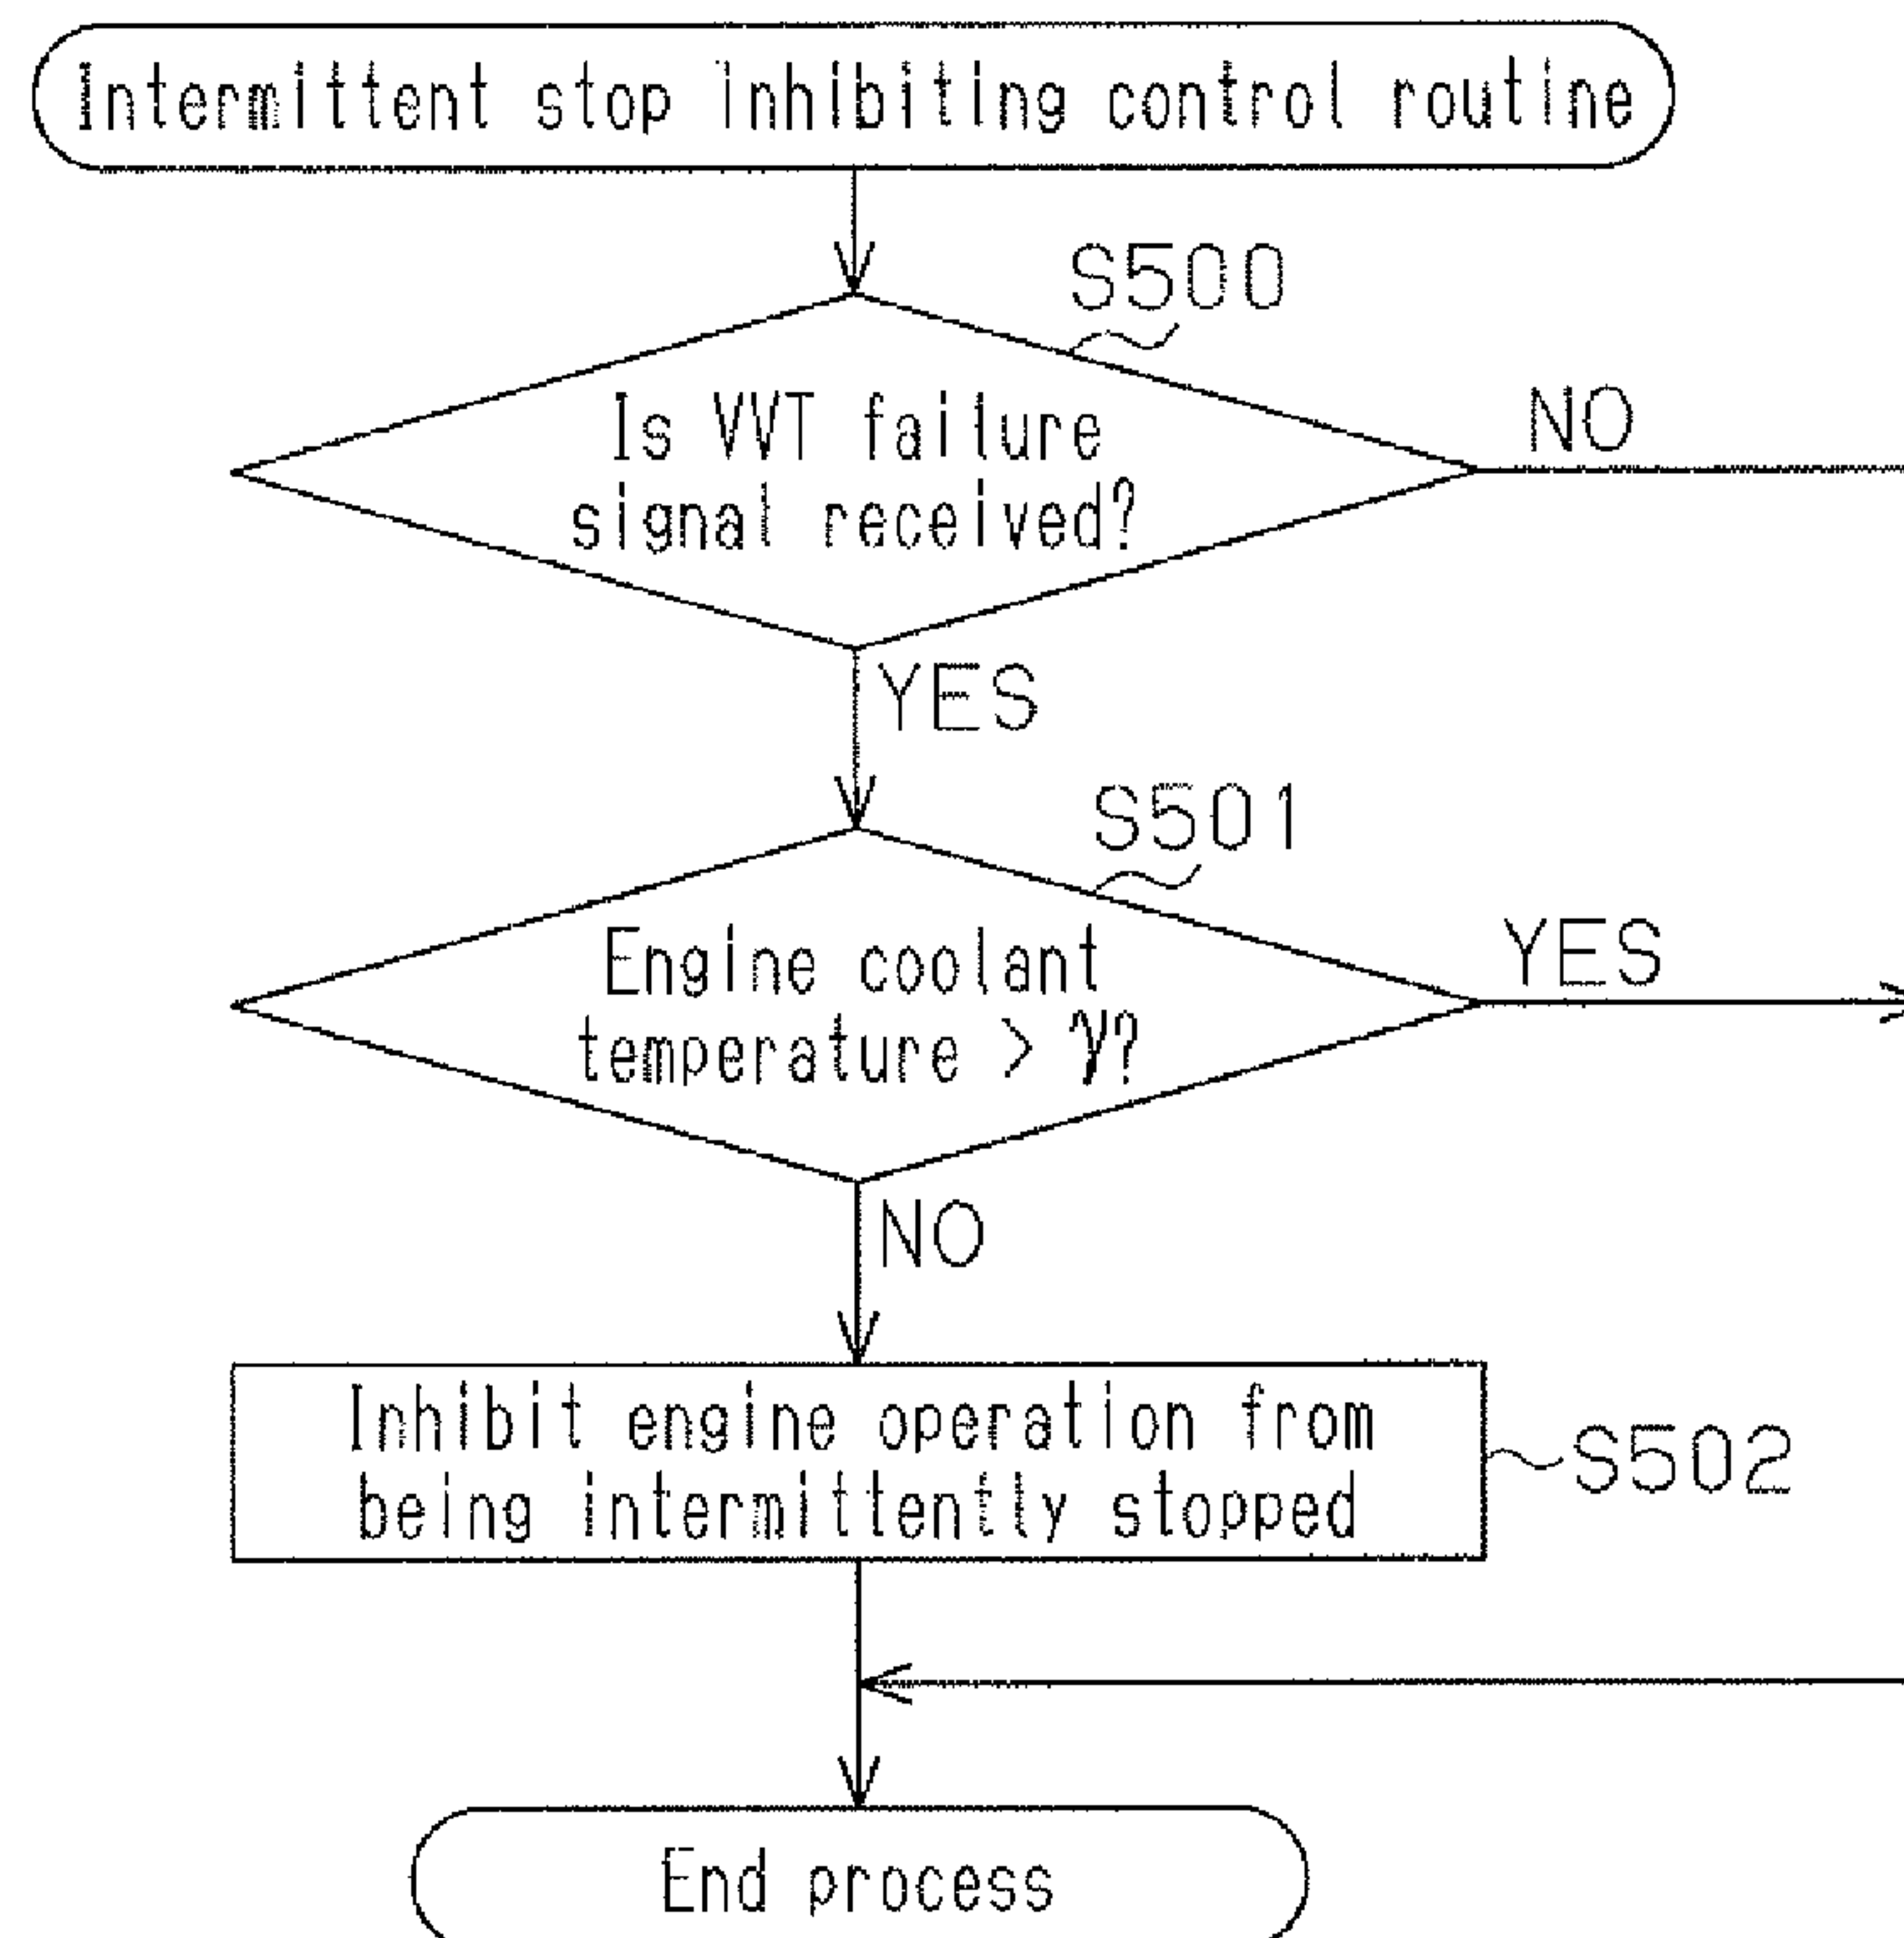 Intermittent stop inhibiting control routine
S500
Is VVT failure
signal received?
NO
YES
S501
Engine coolant
temperature > γ?
YES
NO
Inhibit engine operation from
being intermittently stopped
S502
End process